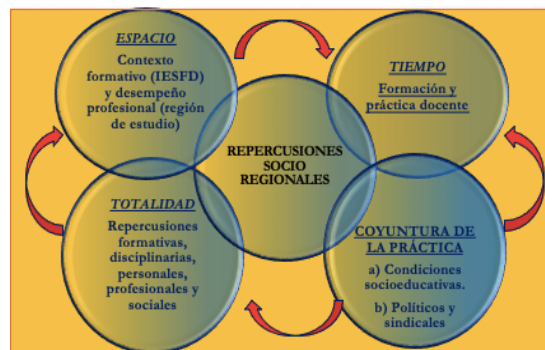 ESPACIO
Contexto
formativo (IESFD)
y desempeño
profesional (región
de estudio)
TIEMPO
Formación y
práctica docente
REPERCUSIONES
SOCIO
REGIONALES
TOTALIDAD
Repercusiones
formativas,
disciplinarias,
personales,
profesionales y
sociales
COYUNTURA DE
LA PRÁCTICA
a) Condiciones
socioeducativas.
b) Políticos y
sindicales